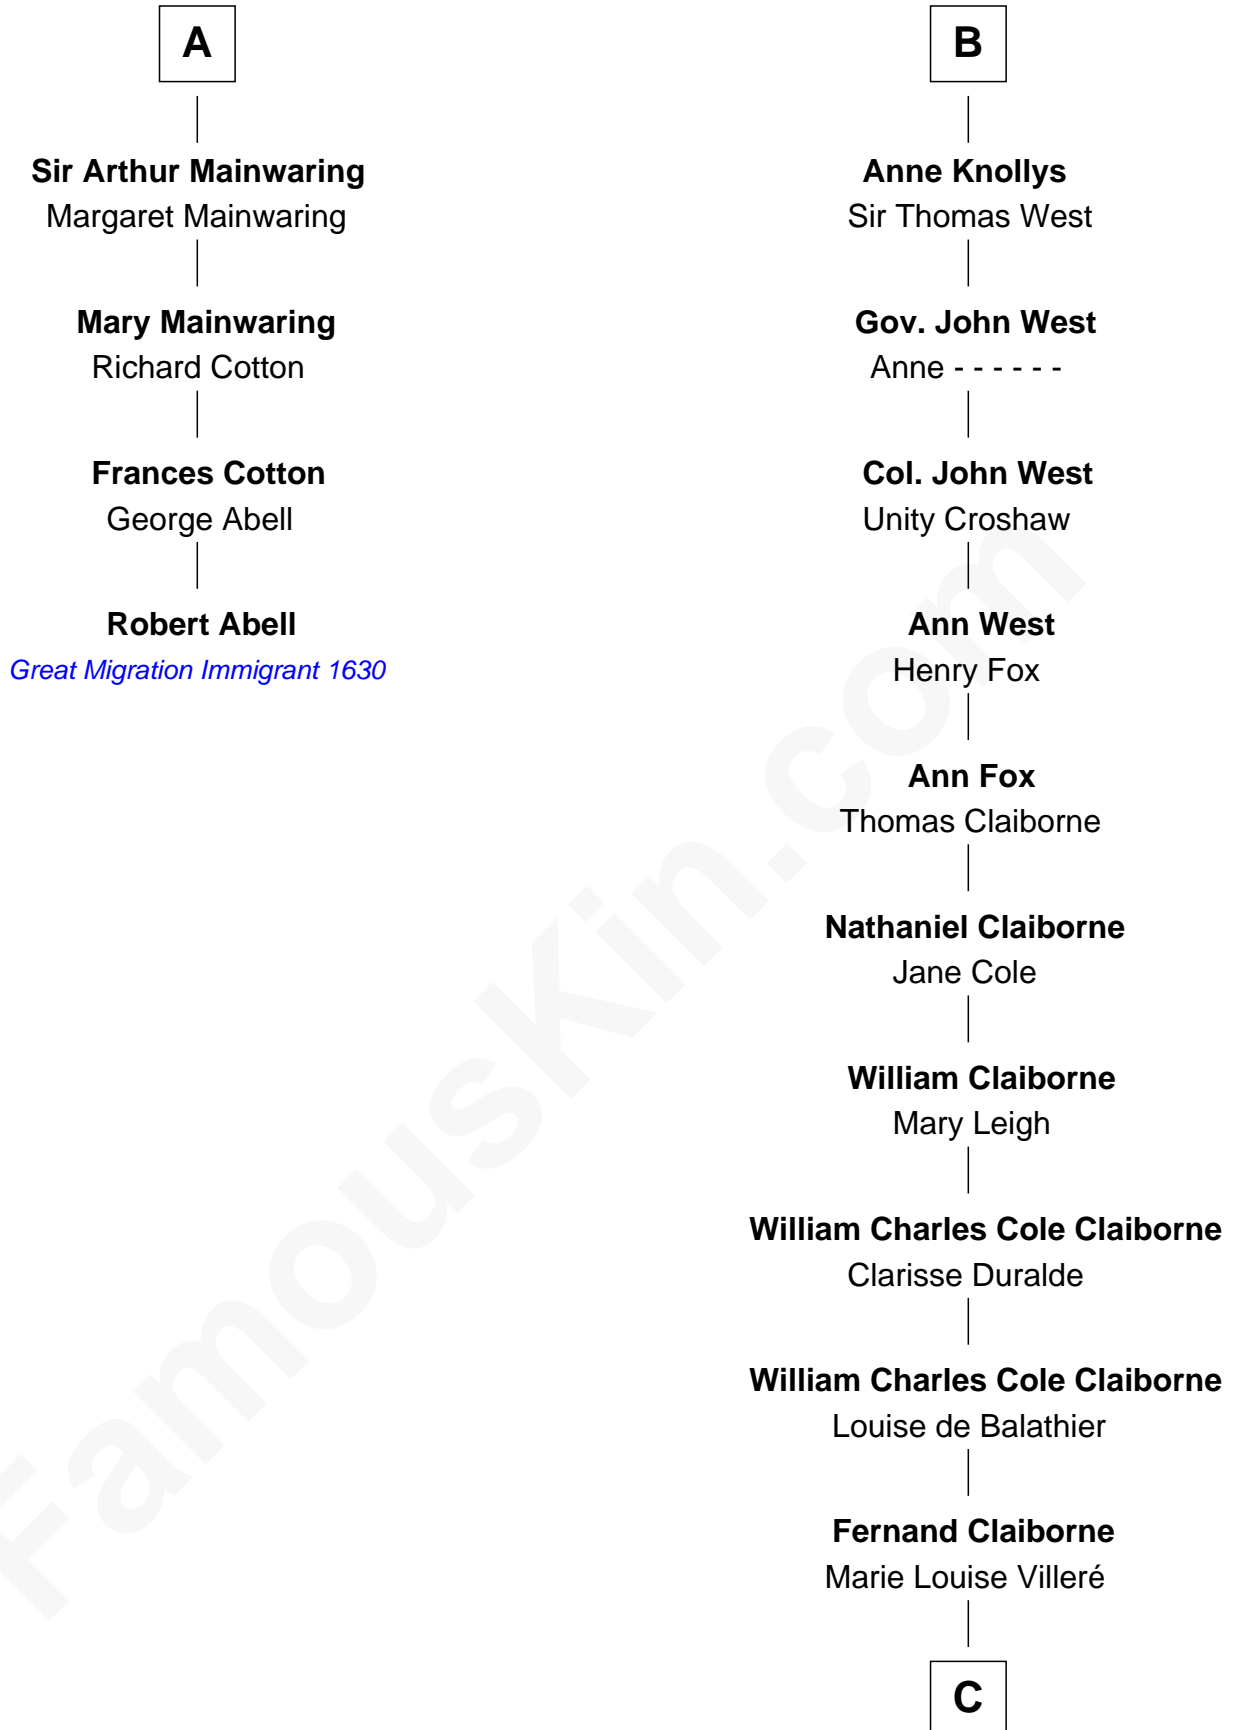 A
Sir Arthur Mainwaring
Margaret Mainwaring
Mary Mainwaring
Richard Cotton
Frances Cotton
George Abell
Robert Abell
Great Migration Immigrant 1630
B
Anne Knollys
Sir Thomas West
Gov. John West
Anne - - - - - -
Col. John West
Unity Croshaw
Ann West
Henry Fox
Ann Fox
Thomas Claiborne
Nathaniel Claiborne
Jane Cole
William Claiborne
Mary Leigh
William Charles Cole Claiborne
Clarisse Duralde
William Charles Cole Claiborne
Louise de Balathier
Fernand Claiborne
Marie Louise Villeré
C
FamousKin.com